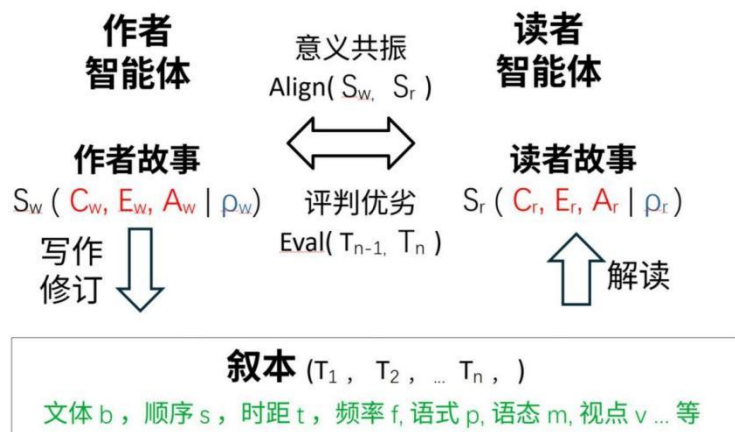 作者
智能体
意义共振
Align( Sw, Sr )
读者
智能体
作者故事
Sw ( Cw, Ew, Aw | ρw)
评判优劣
Eval( Tn-1, Tn )
读者故事
Sr ( Cr, Er, Ar | ρr)
写作
修订
解读
叙本 (T1 , T2 , ... Tn , )
文体 b , 顺序 s , 时距 t , 频率 f, 语式 p, 语态 m, 视点 v ... 等